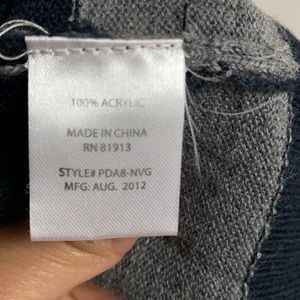 100% ACRYLIC
MADE IN CHINA
RN 81913
STYLE# PDA8-NVG
MFG: AUG. 2012